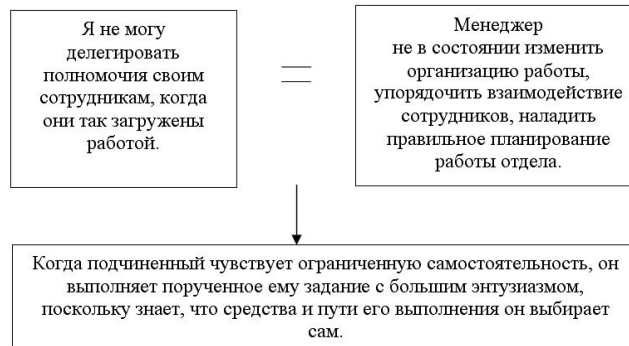 Я не могу
делегировать
полномочия своим
сотрудникам, когда
они так загружены
работой.
Менеджер
не в состоянии изменить
организацию работы,
упорядочить взаимодействие
сотрудников, наладить
правильное планирование
работы отдела.
Когда подчиненный чувствует ограниченную самостоятельность, он
выполняет порученное ему задание с большим энтузиазмом,
поскольку знает, что средства и пути его выполнения он выбирает
сам.